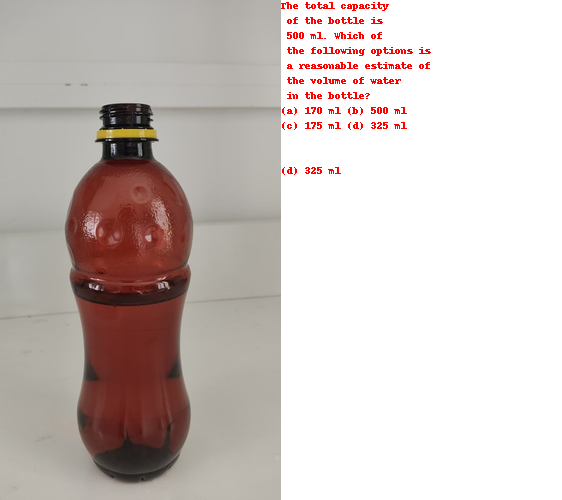 The total capacity
of the bottle is
500 ml. Which of
the following options is
a reasonable estimate of
the volume of water
in the bottle?
(a) 170 ml (b) 500 ml
(c) 175 ml (d) 325 ml
(d) 325 ml